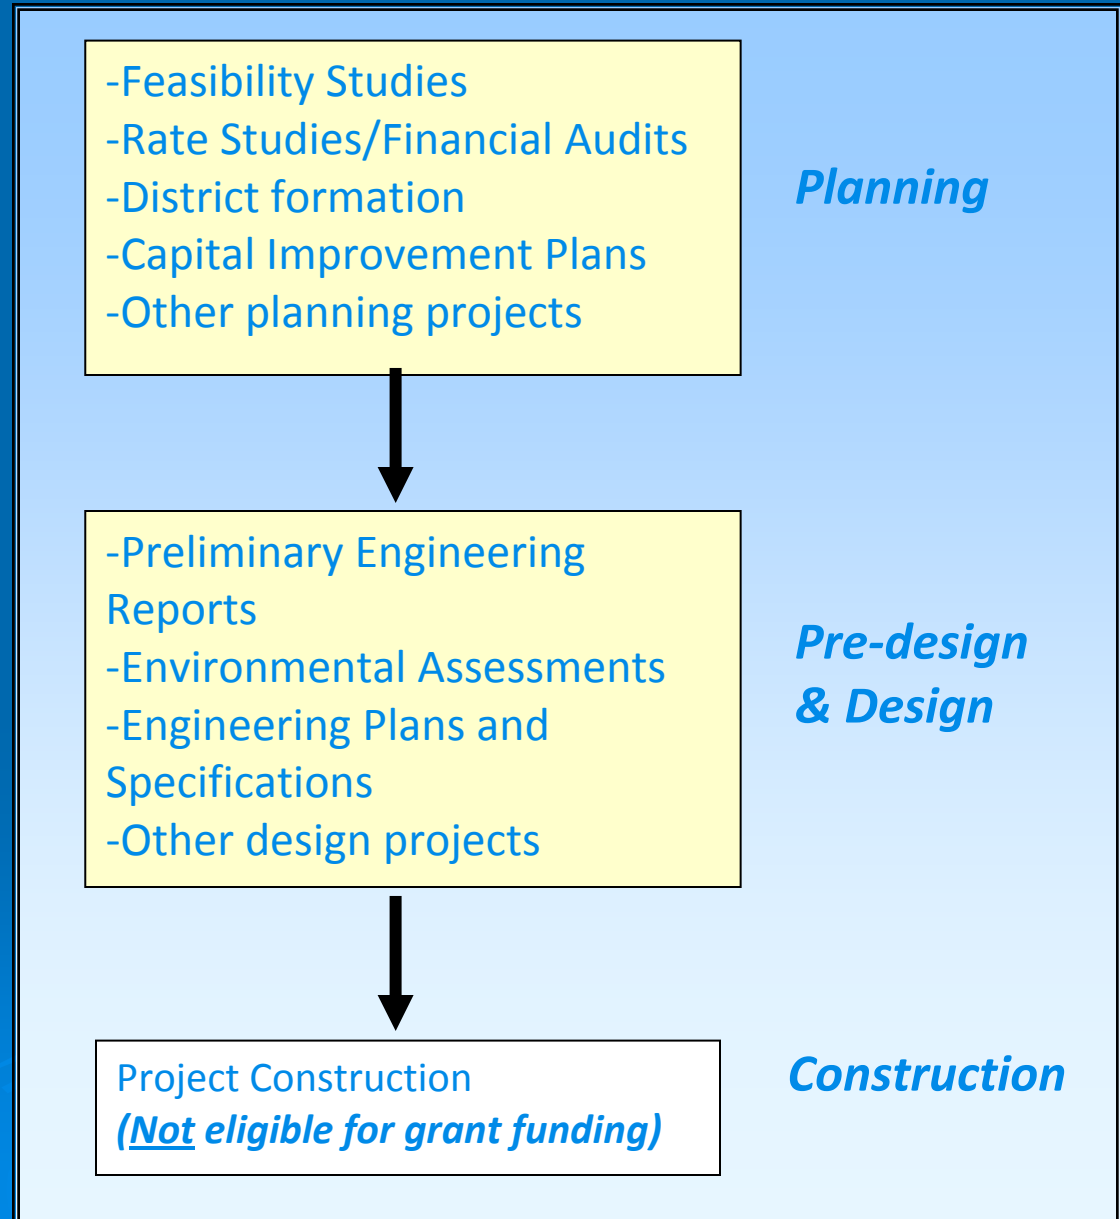 -Feasibility Studies
-Rate Studies/Financial Audits
-District formation
-Capital Improvement Plans
-Other planning projects
Planning
-Preliminary Engineering
Reports
-Environmental Assessments
-Engineering Plans and
Specifications
-Other design projects
Pre-design
& Design
Project Construction
(Not eligible for grant funding)
Construction